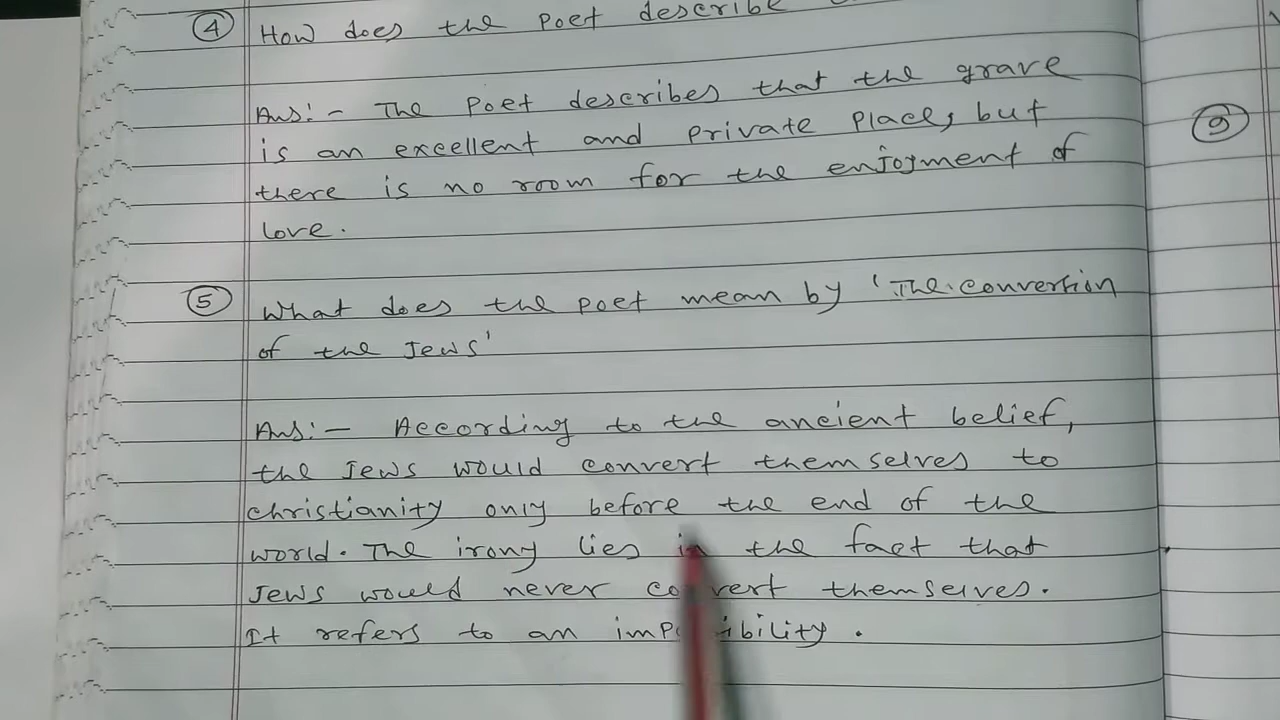 4 How does the poet describe
Ans:- The poet describes that the grave
is an excellent and private place, but
there is no room for the enjoyment of
love.
5 What does the poet mean by 'The convertion
of the Jews'
Ans:- According to the ancient belief,
the Jews would convert themselves to
christianity only before the end of the
world. The irony lies in the fact that
Jews would never convert themselves.
It refers to an
9